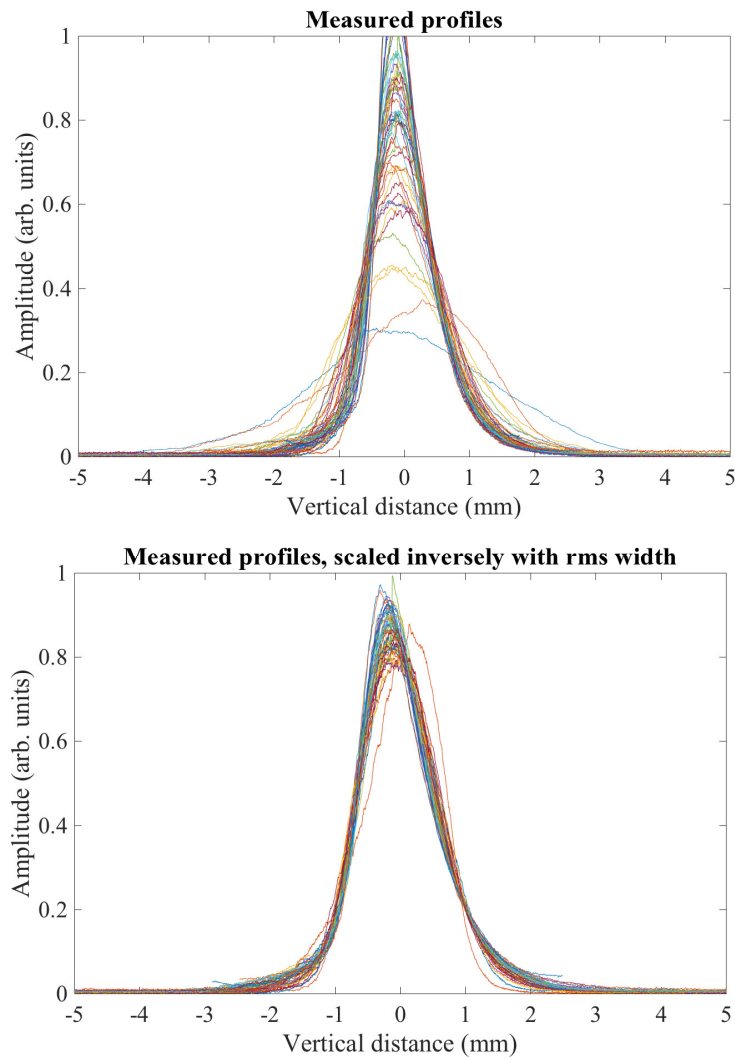 Measured profiles
1
0.8
0.6
0.4
0.2
0
Amplitude (arb. units)
-5 -4 -3 -2 -1 0 1 2 3 4 5
Vertical distance (mm)
Measured profiles, scaled inversely with rms width
1
0.8
0.6
0.4
0.2
0
Amplitude (arb. units)
-5 -4 -3 -2 -1 0 1 2 3 4 5
Vertical distance (mm)